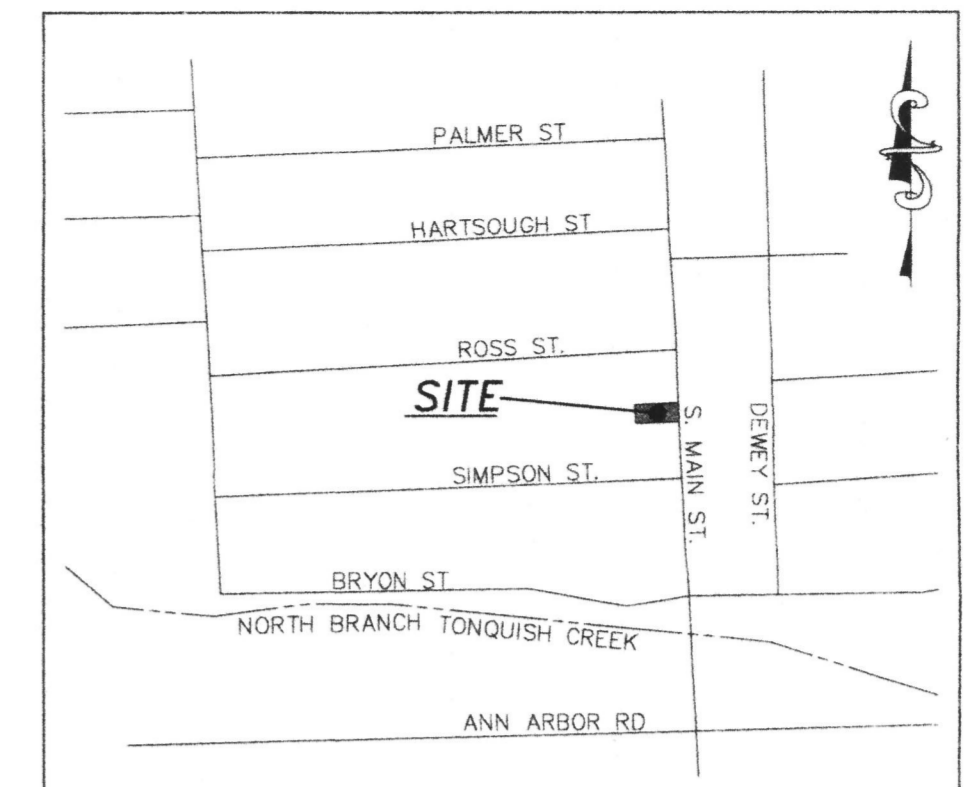 PALMER ST
HARTSOUGH ST
ROSS ST.
SITE
S. MAIN ST.
DEWEY ST.
SIMPSON ST.
BRYON ST
NORTH BRANCH TONQUISH CREEK
ANN ARBOR RD